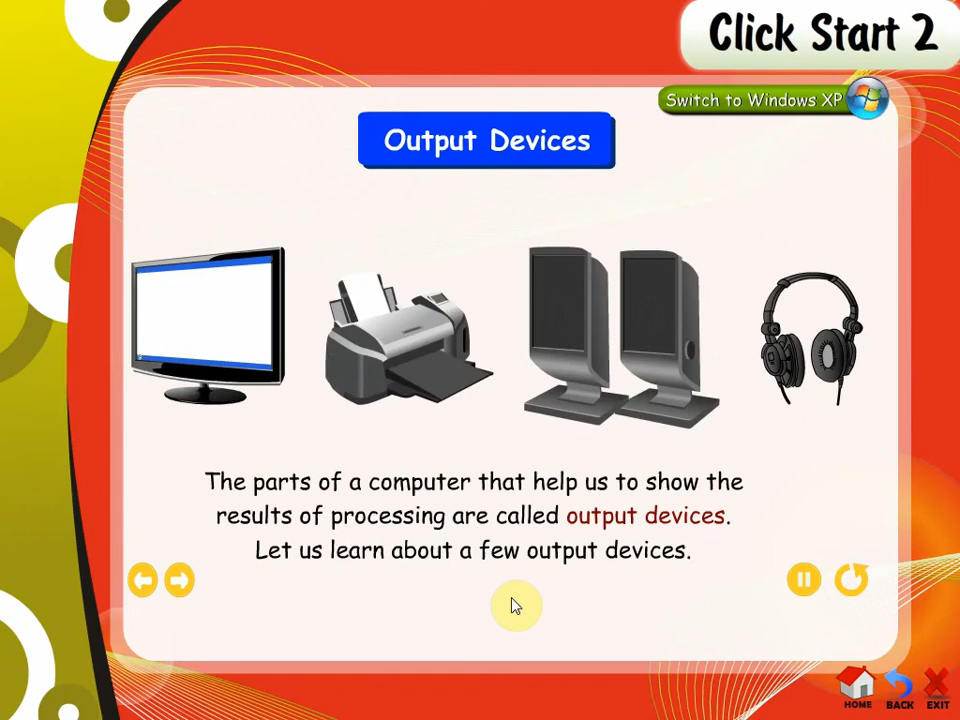 Click Start 2
Switch to Windows XP
Output Devices
The parts of a computer that help us to show the
results of processing are called output devices.
Let us learn about a few output devices.
HOME BACK EXIT